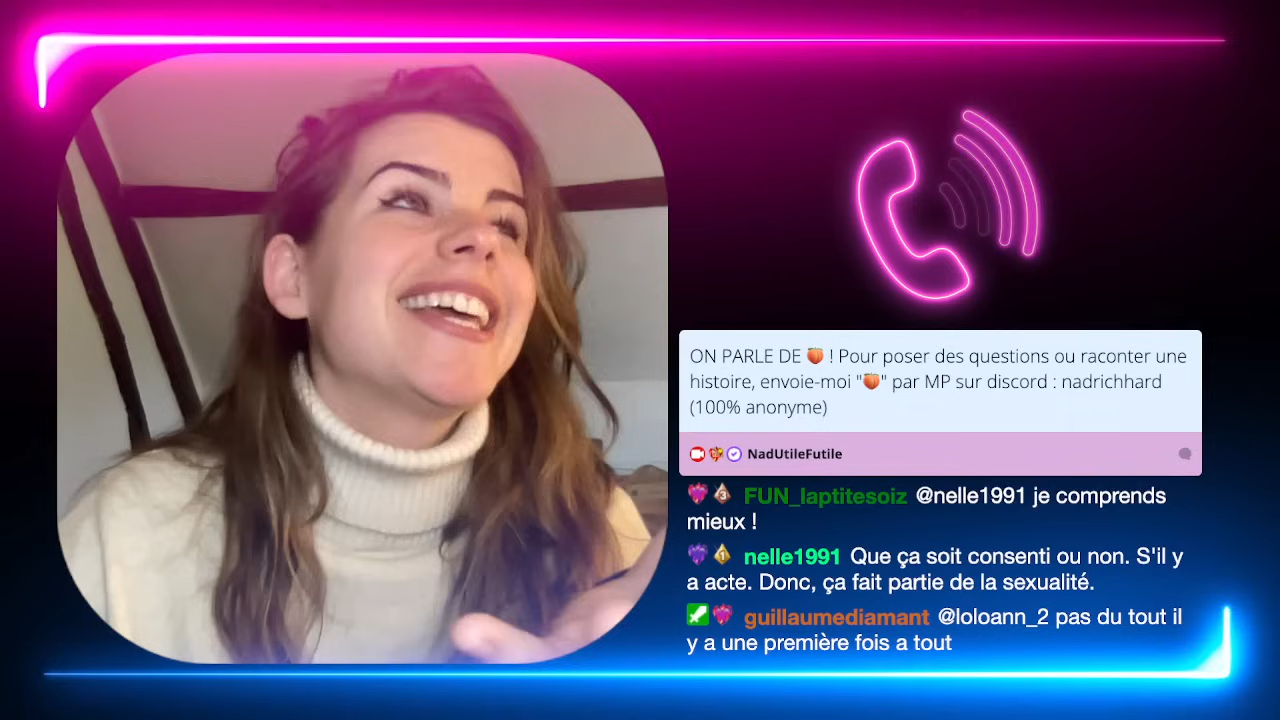 ON PARLE DE 🍑 ! Pour poser des questions ou raconter une
histoire, envoie-moi "🍑" par MP sur discord : nadrichhard
(100% anonyme)
NadUtileFutile
3 FUN_laptitesoiz @nelle1991 je comprends
mieux !
1 nelle1991 Que ça soit consenti ou non. S'il y
a acte. Donc, ça fait partie de la sexualité.
guillaumediamant @loloann_2 pas du tout il
y a une première fois a tout